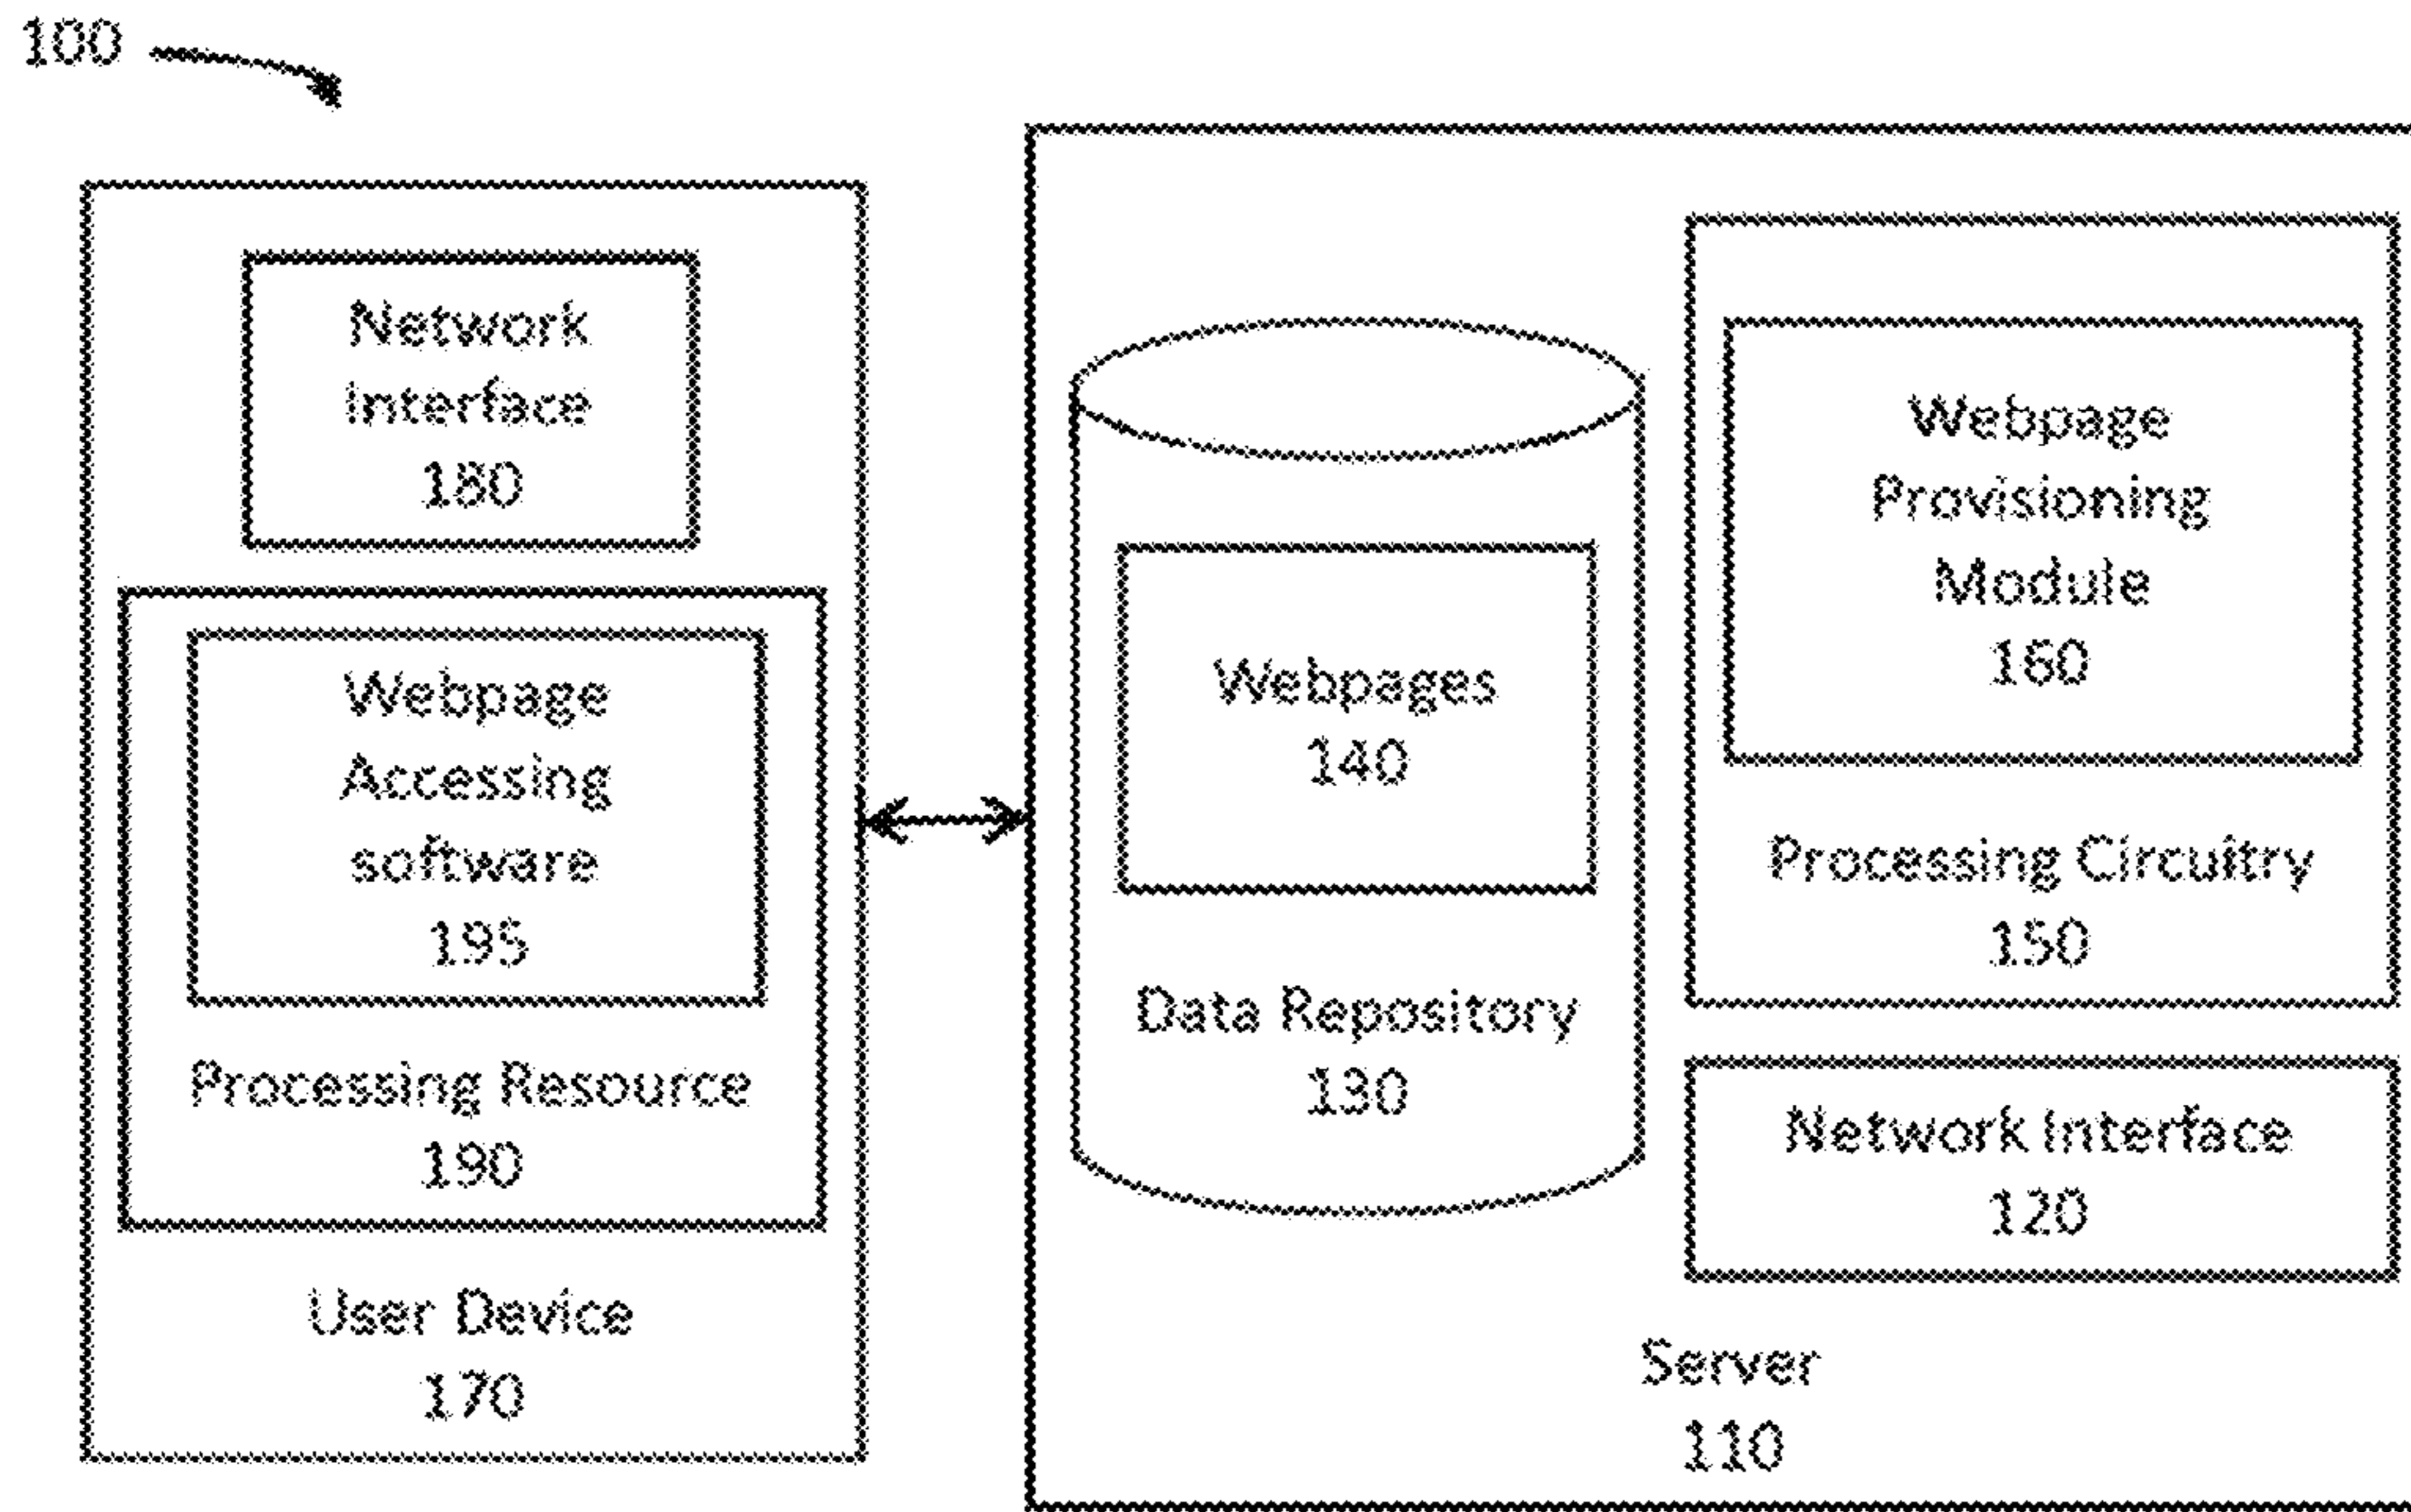 100
Network
Interface
180
Webpage
Accessing
software
195
Processing Resource
190
User Device
170
Webpages
140
Data Repository
130
Webpage
Provisioning
Module
160
Processing Circuitry
150
Network Interface
120
Server
110